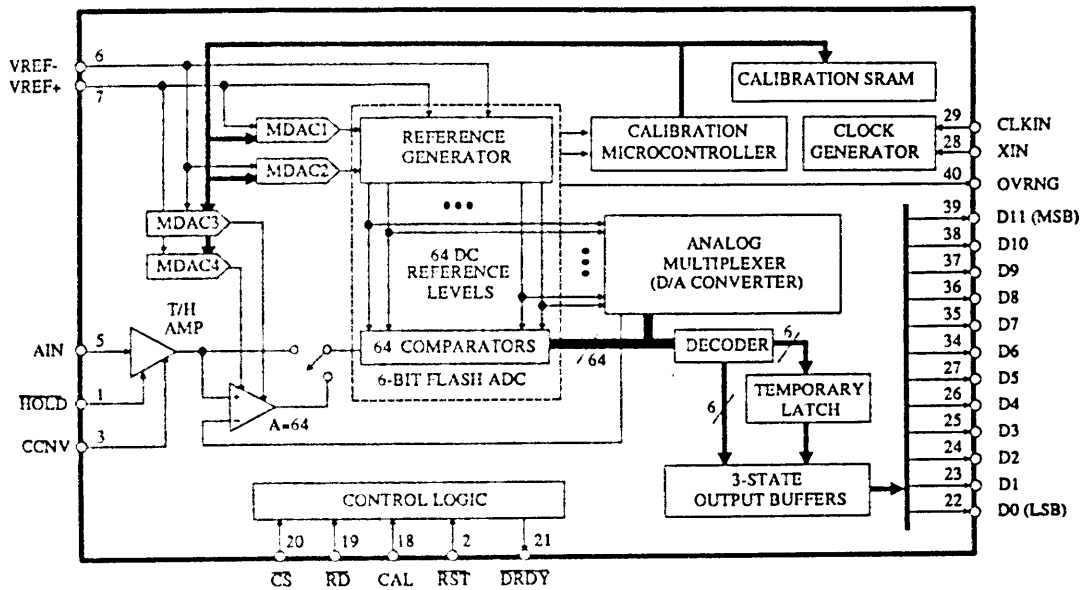 VREF-
6
VREF+
7
CALIBRATION SRAM
MDAC1
REFERENCE
GENERATOR
CALIBRATION
MICROCONTROLLER
CLOCK
GENERATOR
29
CLKIN
28
XIN
MDAC2
40
OVRNG
MDAC3
MDAC4
64 DC
REFERENCE
LEVELS
ANALOG
MULTIPLEXER
(D/A CONVERTER)
39
D11 (MSB)
38
D10
37
D9
36
D8
35
D7
34
D6
27
D5
26
D4
25
D3
24
D2
23
D1
22
D0 (LSB)
T/H
AMP
AIN
5
HOLD
1
CCNV
3
+
-
A=64
64 COMPARATORS
6-BIT FLASH ADC
64
DECODER
6
TEMPORARY
LATCH
6
3-STATE
OUTPUT BUFFERS
CONTROL LOGIC
20
19
18
2
21
CS
RD
CAL
RST
DRDY